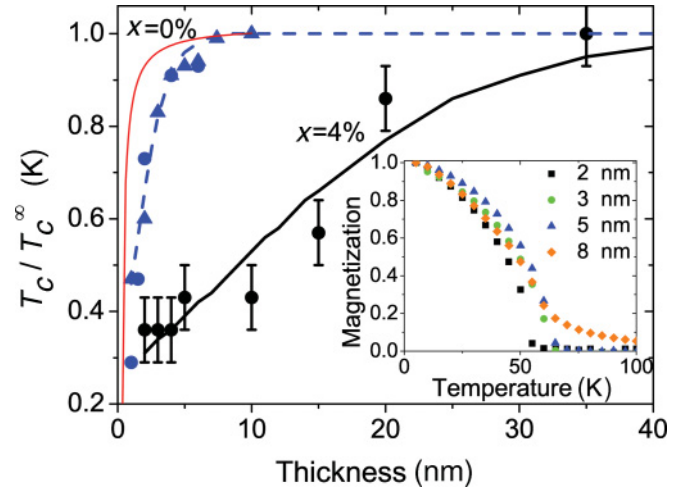 x=0%
x=4%
T_c / T_c^∞ (K)
1.0
0.8
0.6
0.4
0.2
0
10
20
30
40
Thickness (nm)
1.0
0.8
0.6
0.4
0.2
0.0
0
50
100
Magnetization
Temperature (K)
2 nm
3 nm
5 nm
8 nm